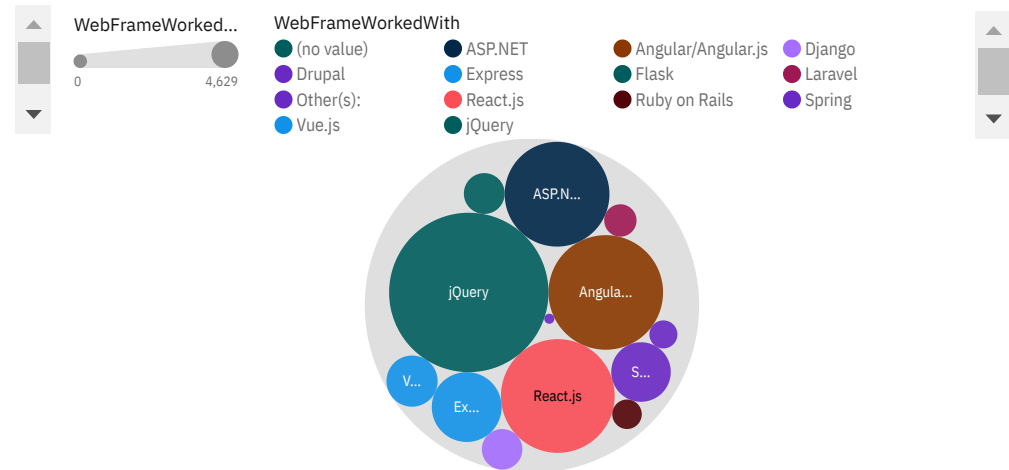 WebFrameWorked...
0 4,629
WebFrameWorkedWith
(no value) ASP.NET Angular/Angular.js Django
Drupal Express Flask Laravel
Other(s): React.js Ruby on Rails Spring
Vue.js jQuery
ASP.N...
jQuery
Angula...
S...
V...
React.js
Ex...